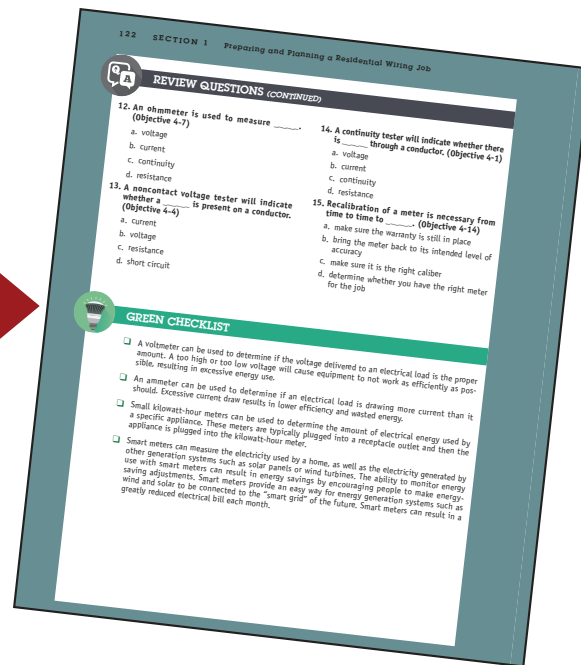 122 SECTION 1 Preparing and Planning a Residential Wiring Job
Q A
REVIEW QUESTIONS (CONTINUED)
12. An ohmmeter is used to measure ______.
(Objective 4-7)
a. voltage
b. current
c. continuity
d. resistance
13. A noncontact voltage tester will indicate
whether a ______ is present on a conductor.
(Objective 4-4)
a. current
b. voltage
c. resistance
d. short circuit
14. A continuity tester will indicate whether there
is ______ through a conductor. (Objective 4-1)
a. voltage
b. current
c. continuity
d. resistance
15. Recalibration of a meter is necessary from
time to time to ______. (Objective 4-14)
a. make sure the warranty is still in place
b. bring the meter back to its intended level of
accuracy
c. make sure it is the right caliber
d. determine whether you have the right meter
for the job
GREEN CHECKLIST
❑ A voltmeter can be used to determine if the voltage delivered to an electrical load is the proper
amount. A too high or too low voltage will cause equipment to not work as efficiently as pos-
sible, resulting in excessive energy use.
❑ An ammeter can be used to determine if an electrical load is drawing more current than it
should. Excessive current draw results in lower efficiency and wasted energy.
❑ Small kilowatt-hour meters can be used to determine the amount of electrical energy used by
a specific appliance. These meters are typically plugged into a receptacle outlet and then the
appliance is plugged into the kilowatt-hour meter.
❑ Smart meters can measure the electricity used by a home, as well as the electricity generated by
other generation systems such as solar panels or wind turbines. The ability to monitor energy
use with smart meters can result in energy savings by encouraging people to make energy-
saving adjustments. Smart meters provide an easy way for energy generation systems such as
wind and solar to be connected to the "smart grid" of the future. Smart meters can result in a
greatly reduced electrical bill each month.